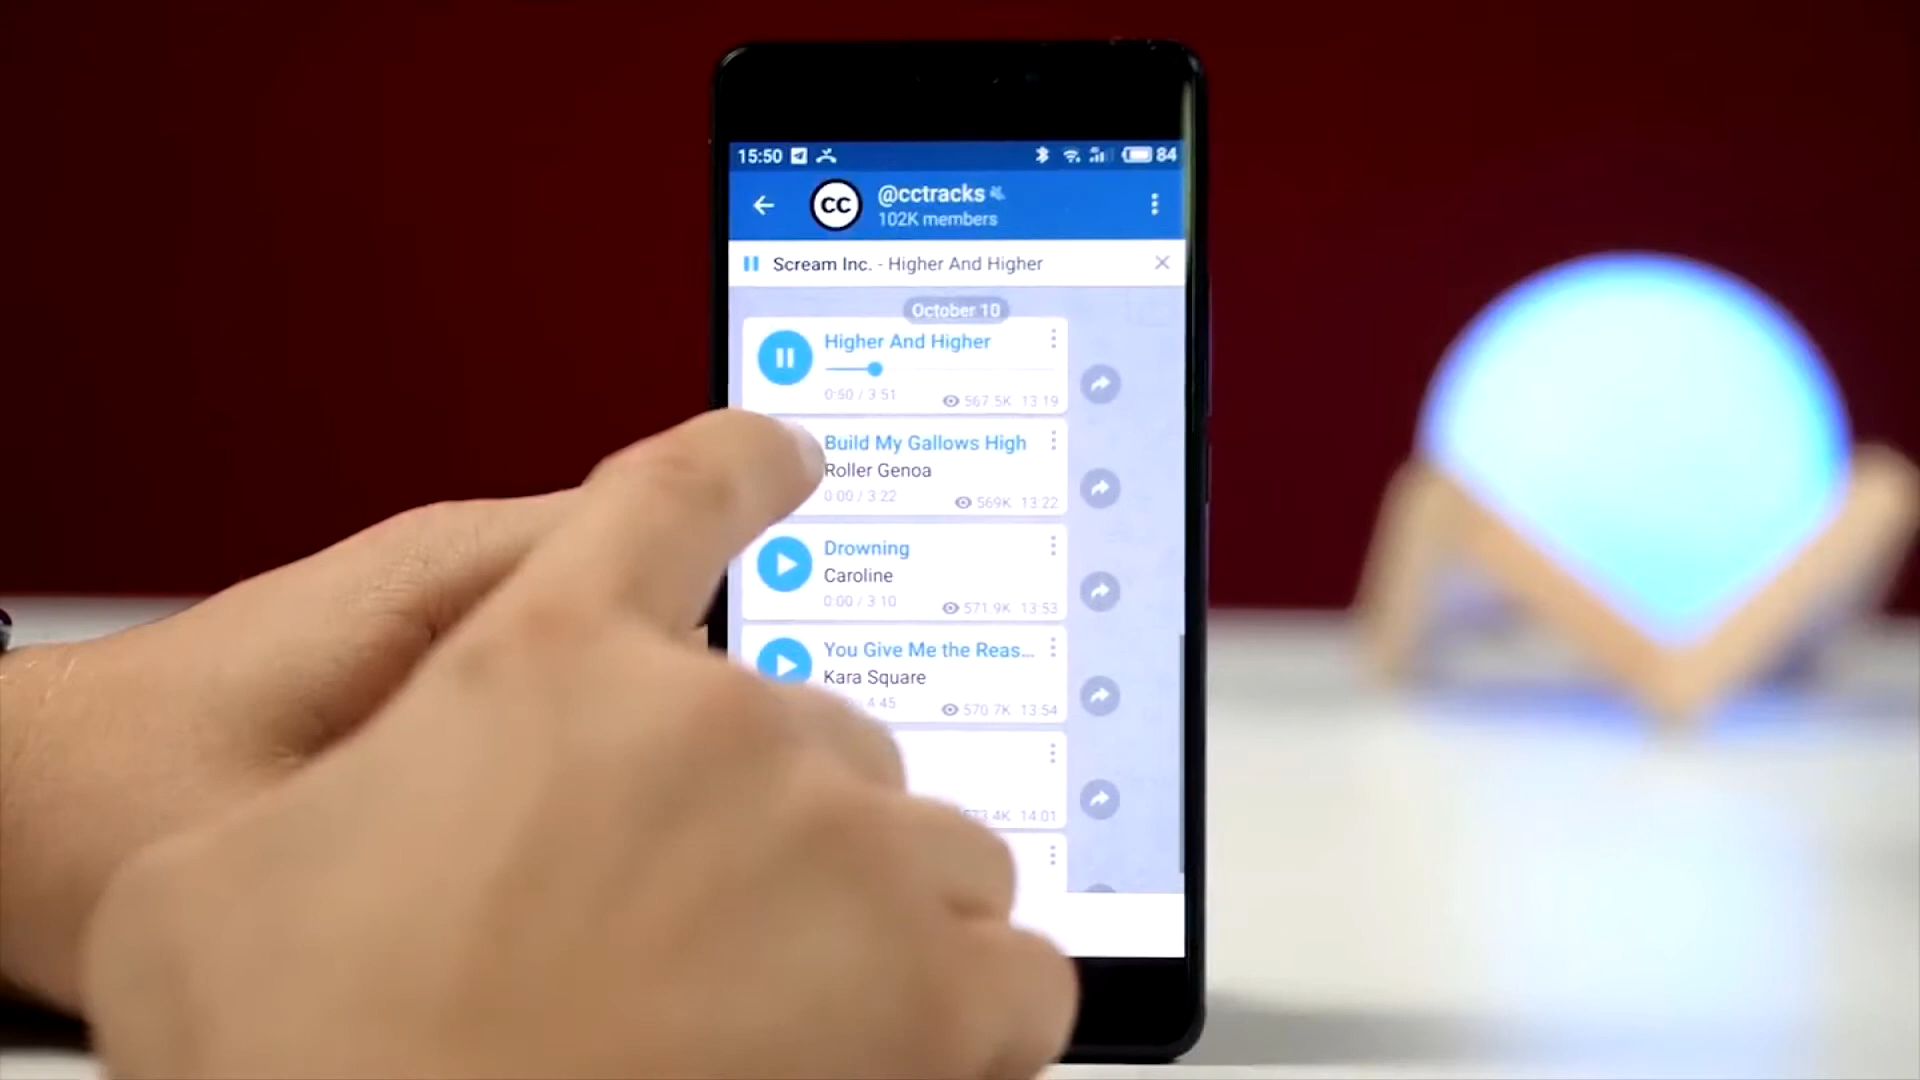 15:50
84
CC
@cctracks
102K members
Scream Inc. - Higher And Higher
October 10
Higher And Higher
0:50 / 3:51
567.5K 13:19
Build My Gallows High
Roller Genoa
0:00 / 3:22
569K 13:22
Drowning
Caroline
0:00 / 3:10
571.9K 13:53
You Give Me the Reas...
Kara Square
4:45
570.7K 13:54
14:01